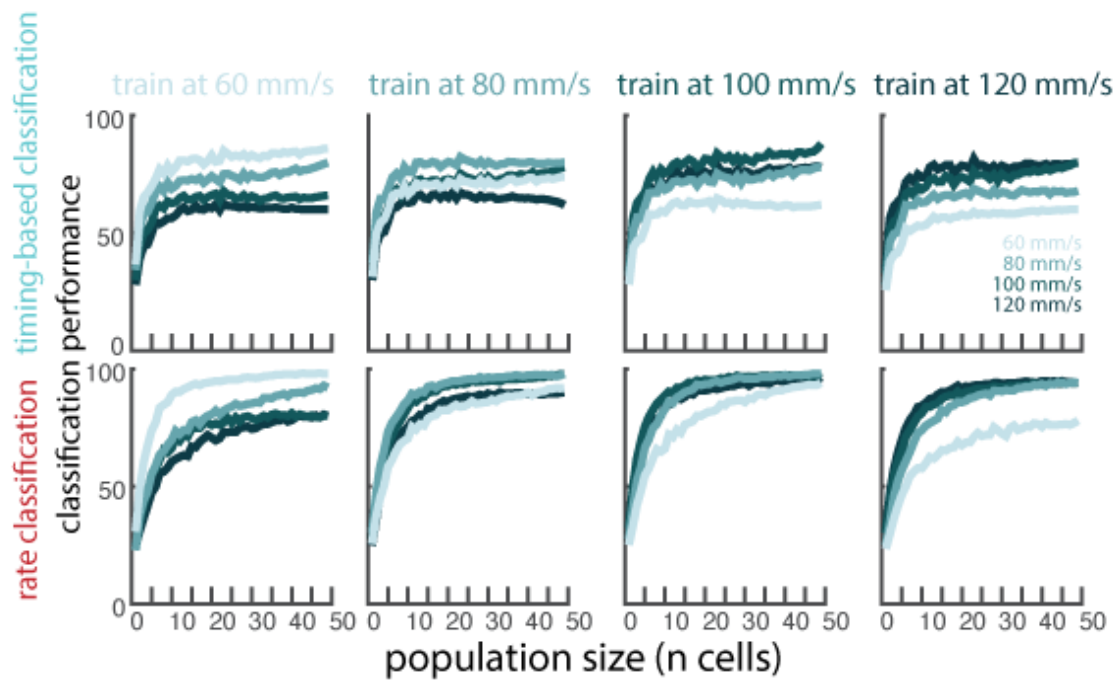 timing-based classification
rate classification
classification performance
train at 60 mm/s
train at 80 mm/s
train at 100 mm/s
train at 120 mm/s
100
50
0
60 mm/s
80 mm/s
100 mm/s
120 mm/s
100
50
0
0 10 20 30 40 50
0 10 20 30 40 50
0 10 20 30 40 50
0 10 20 30 40 50
population size (n cells)